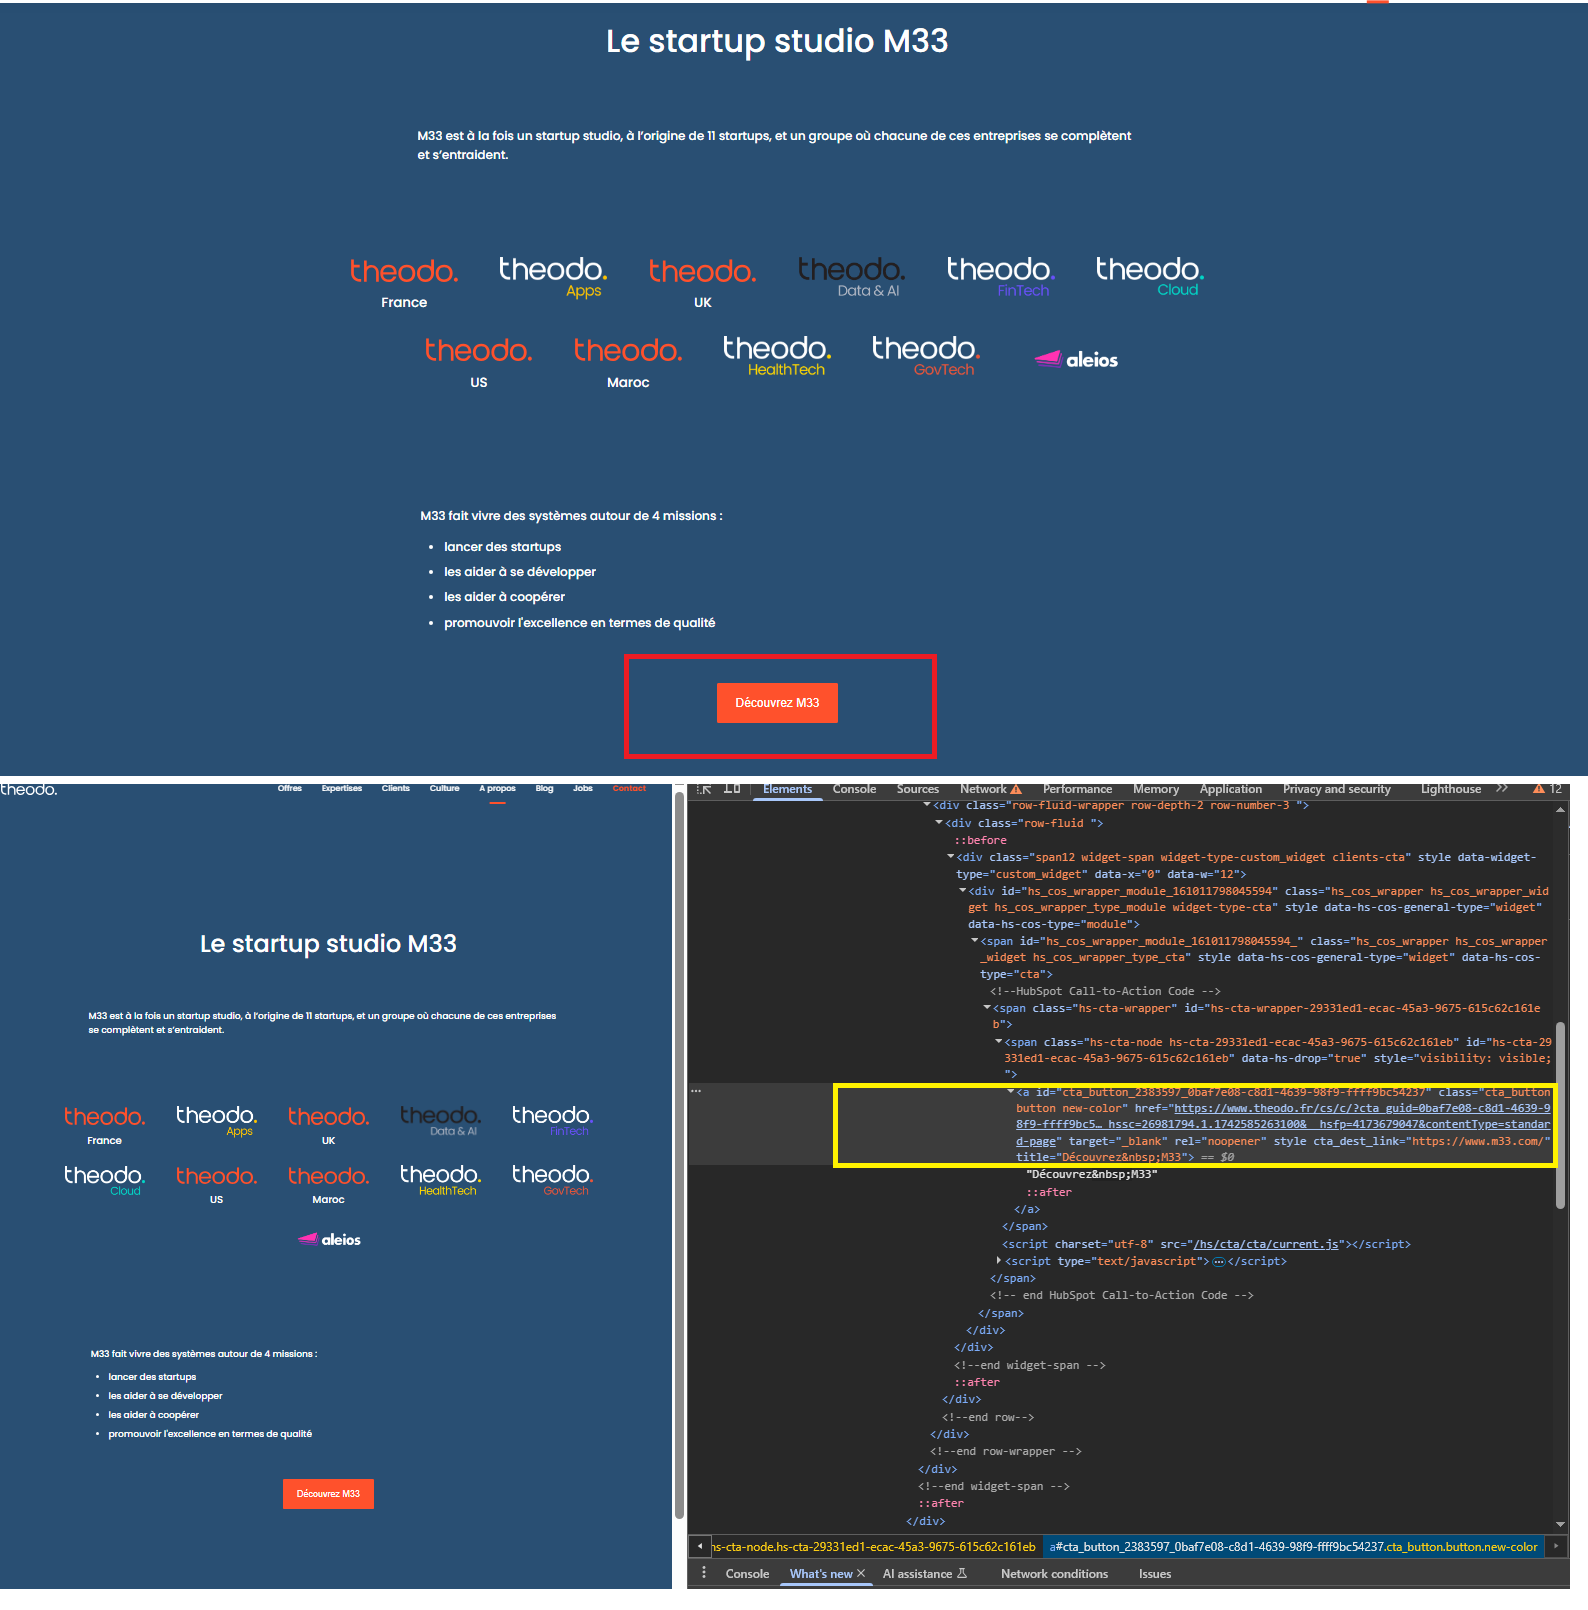 Le startup studio M33
M33 est à la fois un startup studio, à l'origine de 11 startups, et un groupe où chacune de ces entreprises se complètent
et s'entraident.
theodo. theodo. theodo. theodo. theodo. theodo.
France Apps UK Data & AI FinTech Cloud
theodo. theodo. theodo. theodo. aleios
US Maroc HealthTech GovTech
M33 fait vivre des systèmes autour de 4 missions :
• lancer des startups
• les aider à se développer
• les aider à coopérer
• promouvoir l'excellence en termes de qualité
Découvrez M33
theodo. Offres Expertises Clients Culture A propos Blog Jobs Contact
Le startup studio M33
M33 est à la fois un startup studio, à l'origine de 11 startups, et un groupe où chacune de ces entreprises
se complètent et s'entraident.
theodo. theodo. theodo. theodo. theodo.
France Apps UK Data & AI FinTech
theodo. theodo. theodo. theodo. theodo.
Cloud US Maroc HealthTech GovTech
aleios
M33 fait vivre des systèmes autour de 4 missions :
• lancer des startups
• les aider à se développer
• les aider à coopérer
• promouvoir l'excellence en termes de qualité
Découvrez M33
Elements Console Sources Network Performance Memory Application Privacy and security Lighthouse 12
<div class="row-fluid-wrapper row-depth-2 row-number-3 ">
<div class="row-fluid ">
::before
<div class="span12 widget-span widget-type-custom_widget clients-cta" style data-widget-
type="custom_widget" data-x="0" data-w="12">
<div id="hs_cos_wrapper_module_161011798045594" class="hs_cos_wrapper hs_cos_wrapper_wid
get hs_cos_wrapper_type_module widget-type-cta" style data-hs-cos-general-type="widget"
data-hs-cos-type="module">
<span id="hs_cos_wrapper_module_161011798045594_" class="hs_cos_wrapper hs_cos_wrapper
_widget hs_cos_wrapper_type_cta" style data-hs-cos-general-type="widget" data-hs-cos-
type="cta">
<!--HubSpot Call-to-Action Code -->
<span class="hs-cta-wrapper" id="hs-cta-wrapper-29331ed1-ecac-45a3-9675-615c62c161e
b">
<span class="hs-cta-node hs-cta-29331ed1-ecac-45a3-9675-615c62c161eb" id="hs-cta-29
331ed1-ecac-45a3-9675-615c62c161eb" data-hs-drop="true" style="visibility: visible;
">
<a id="cta_button_2383597_0baf7e08-c8d1-4639-98f9-ffff9bc54237" class="cta_button
button new-color" href="https://www.theodo.fr/cs/c/?cta_guid=0baf7e08-c8d1-4639-9
8f9-ffff9bc5…_hssc=26981794.1.1742585263100&__hsfp=4173679047&contentType=standar
d-page" target="_blank" rel="noopener" style cta_dest_link="https://www.m33.com/"
title="Découvrez&nbsp;M33"> == $0
"Découvrez&nbsp;M33"
::after
</a>
</span>
<script charset="utf-8" src="/hs/cta/cta/current.js"></script>
<script type="text/javascript"> … </script>
</span>
<!-- end HubSpot Call-to-Action Code -->
</span>
</div>
</div>
<!--end widget-span -->
::after
</div>
<!--end row-->
</div>
<!--end row-wrapper -->
</div>
<!--end widget-span -->
::after
</div>
hs-cta-node.hs-cta-29331ed1-ecac-45a3-9675-615c62c161eb a#cta_button_2383597_0baf7e08-c8d1-4639-98f9-ffff9bc54237.cta_button.button.new-color
Console What's new AI assistance Network conditions Issues